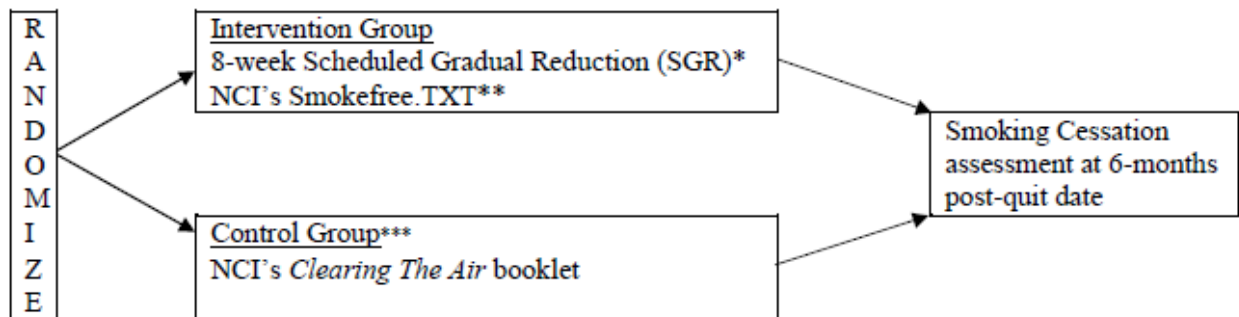 R
A
N
D
O
M
I
Z
E
Intervention Group
8-week Scheduled Gradual Reduction (SGR)*
NCI's Smokefree.TXT**
Control Group***
NCI's Clearing The Air booklet
Smoking Cessation
assessment at 6-months
post-quit date